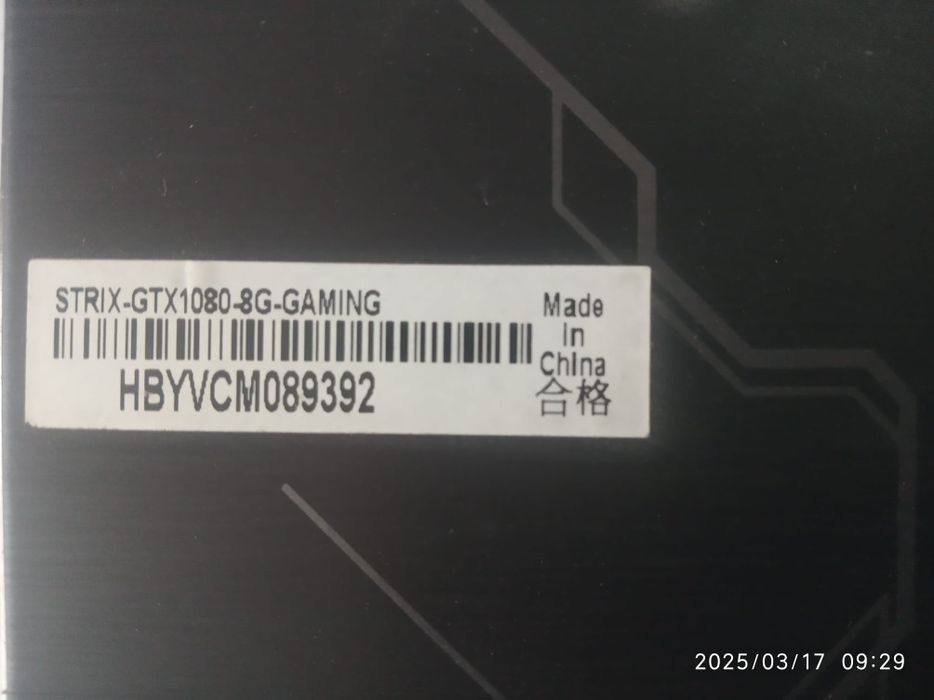 STRIX-GTX1080-8G-GAMING
HBYVCM089392
Made
in
China
合格
2025/03/17 09:29